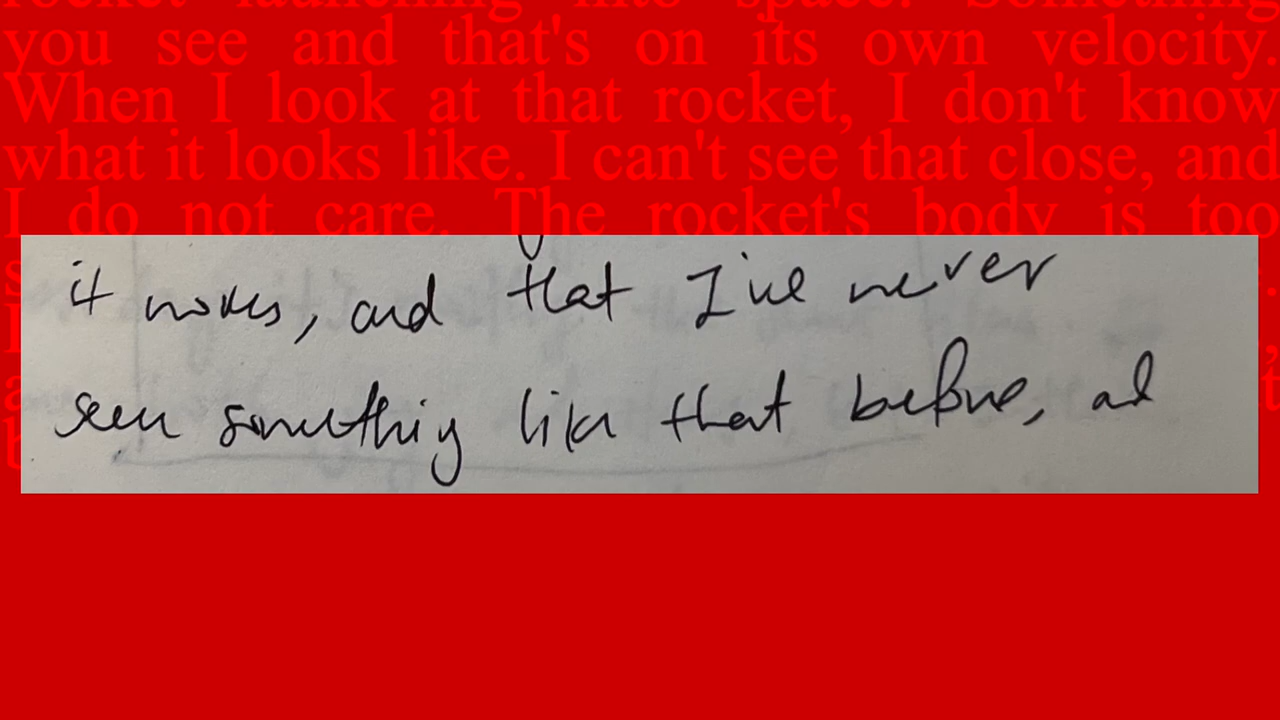 rocket launching into space. Something
you see and that's on its own velocity.
When I look at that rocket, I don't know
what it looks like. I can't see that close, and
I do not care. The rocket's body is too
it moves, and that I've never
seen something like that before, and